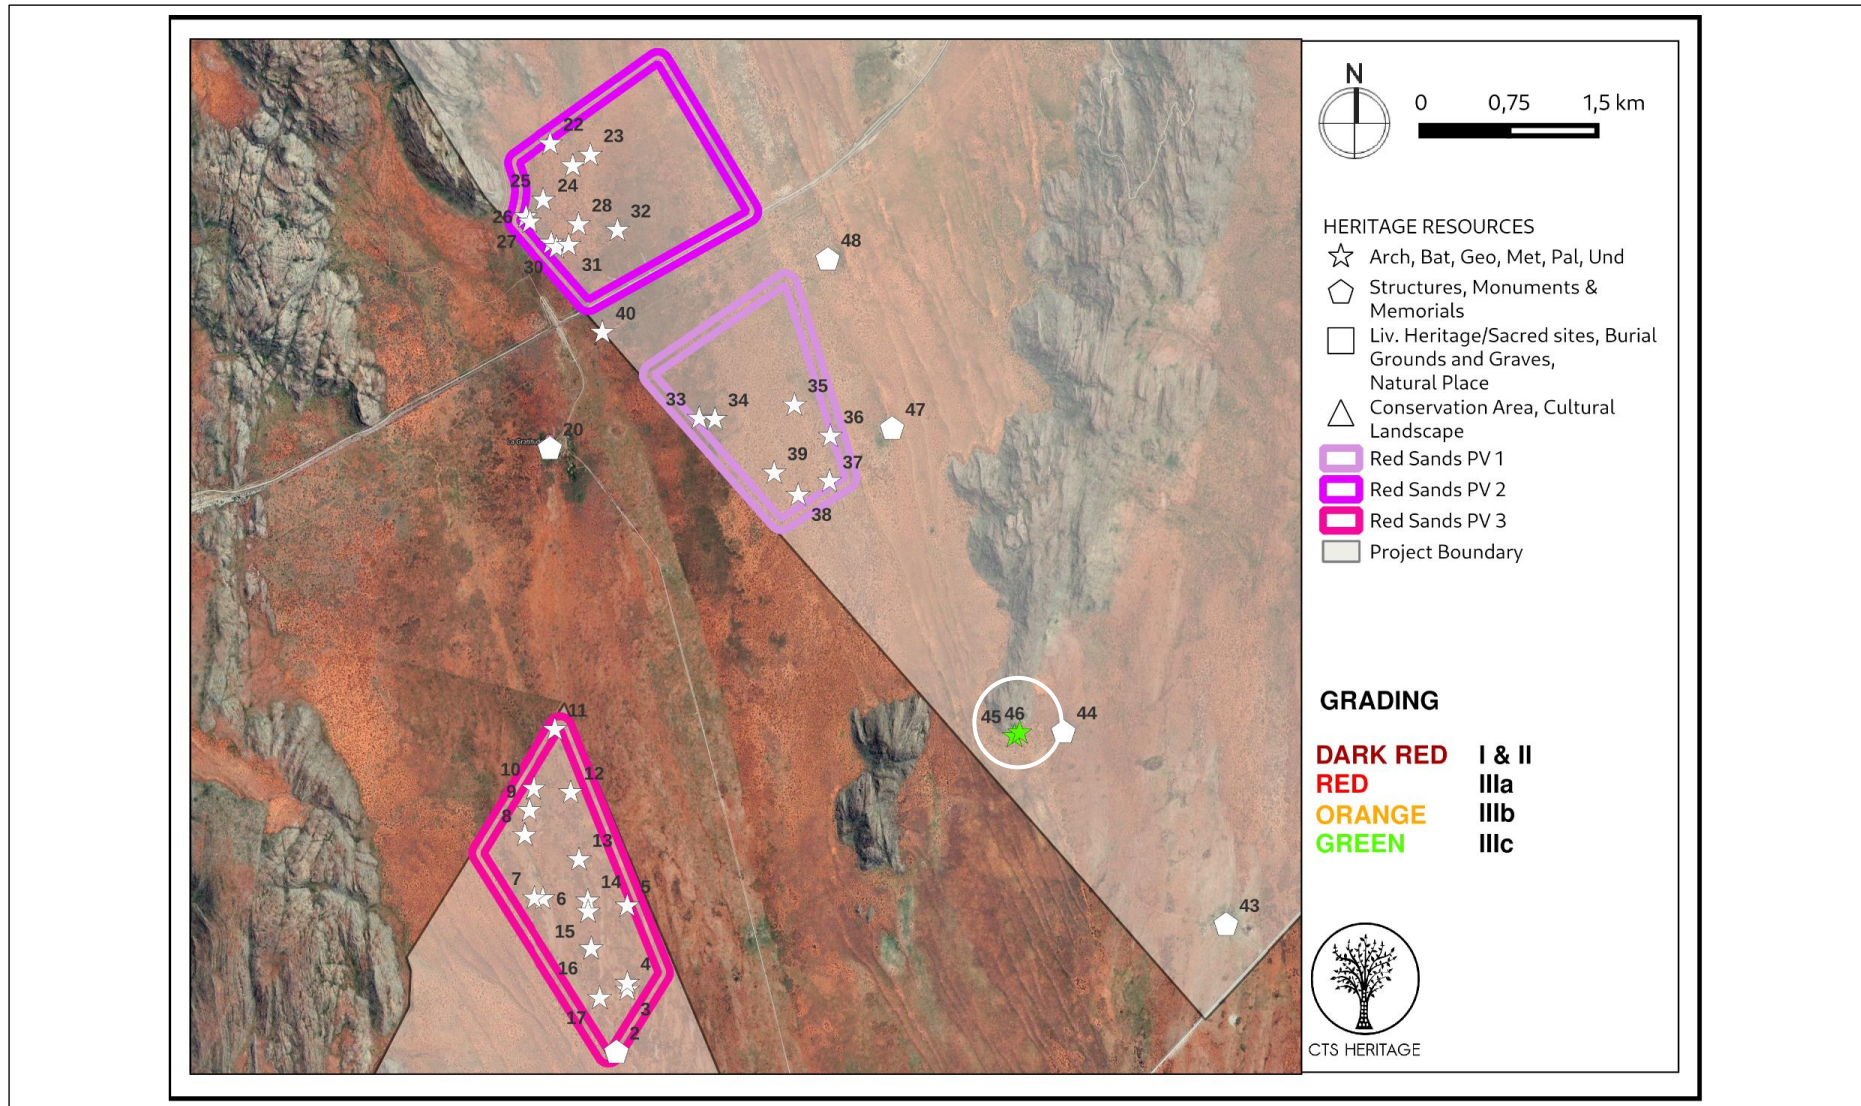 22
23
25
24
26
28
32
27
30
31
48
40
33
34
35
36
47
La Gratitude
20
39
37
38
11
45 46
44
10
12
9
8
13
7
14
5
6
15
43
16
4
17
3
2
N
0 0,75 1,5 km
HERITAGE RESOURCES
Arch, Bat, Geo, Met, Pal, Und
Structures, Monuments &
Memorials
Liv. Heritage/Sacred sites, Burial
Grounds and Graves,
Natural Place
Conservation Area, Cultural
Landscape
Red Sands PV 1
Red Sands PV 2
Red Sands PV 3
Project Boundary
GRADING
DARK RED I & II
RED IIIa
ORANGE IIIb
GREEN IIIc
CTS HERITAGE